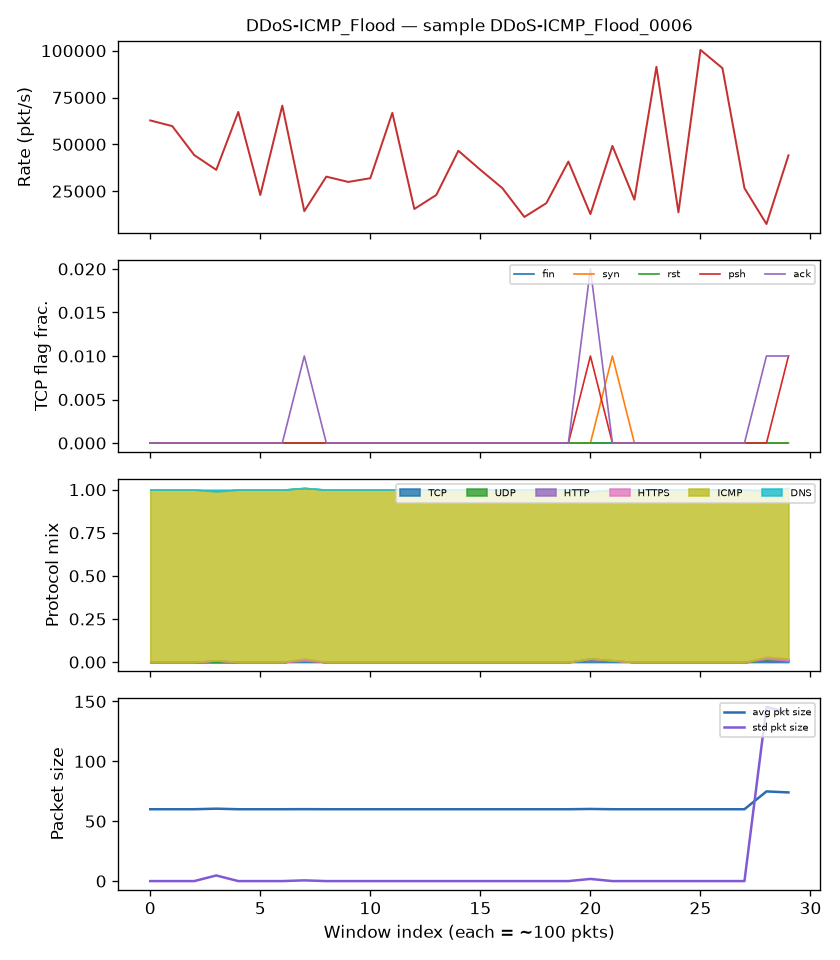 DDoS-ICMP_Flood — sample DDoS-ICMP_Flood_0006
100000
75000
50000
25000
Rate (pkt/s)
fin syn rst psh ack
0.020
0.015
0.010
0.005
0.000
TCP flag frac.
TCP UDP HTTP HTTPS ICMP DNS
1.00
0.75
0.50
0.25
0.00
Protocol mix
avg pkt size
std pkt size
150
100
50
0
Packet size
0 5 10 15 20 25 30
Window index (each = ~100 pkts)